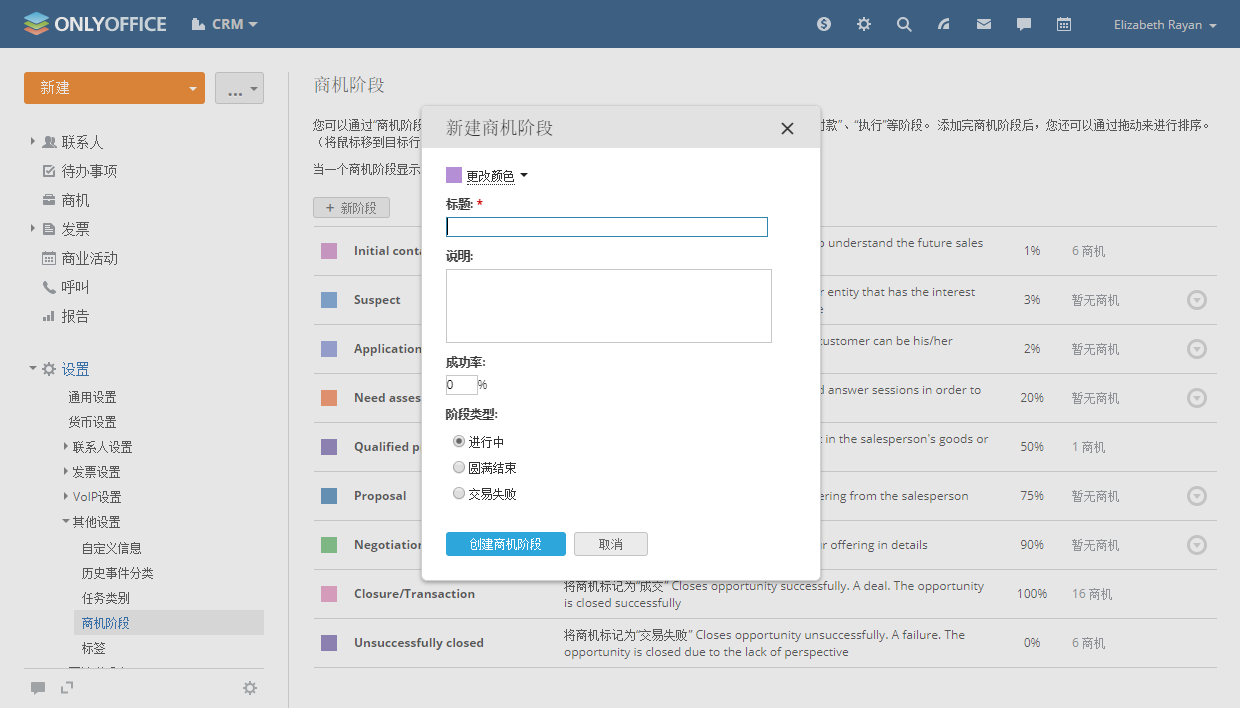 ONLYOFFICE
CRM
Elizabeth Rayan
新建
...
联系人
待办事项
商机
发票
商业活动
呼叫
报告
设置
通用设置
货币设置
联系人设置
发票设置
VoIP设置
其他设置
自定义信息
历史事件分类
任务类别
商机阶段
标签
商机阶段
您可以通过"商机阶段 款"、"执行"等阶段。 添加完商机阶段后，您还可以通过拖动来进行排序。
（将鼠标移到目标行
当一个商机阶段显示
+ 新阶段
Initial conta understand the future sales 1% 6 商机
Suspect entity that has the interest 3% 暂无商机
Application customer can be his/her 2% 暂无商机
Need asses answer sessions in order to 20% 暂无商机
Qualified p in the salesperson's goods or 50% 1 商机
Proposal ering from the salesperson 75% 暂无商机
Negotiation offering in details 90% 暂无商机
Closure/Transaction 将商机标记为"成交" Closes opportunity successfully. A deal. The opportunity 100% 16 商机
is closed successfully
Unsuccessfully closed 将商机标记为"交易失败" Closes opportunity unsuccessfully. A failure. The 0% 6 商机
opportunity is closed due to the lack of perspective
新建商机阶段
更改颜色
标题: *
说明:
成功率:
0 %
阶段类型:
进行中
圆满结束
交易失败
创建商机阶段
取消